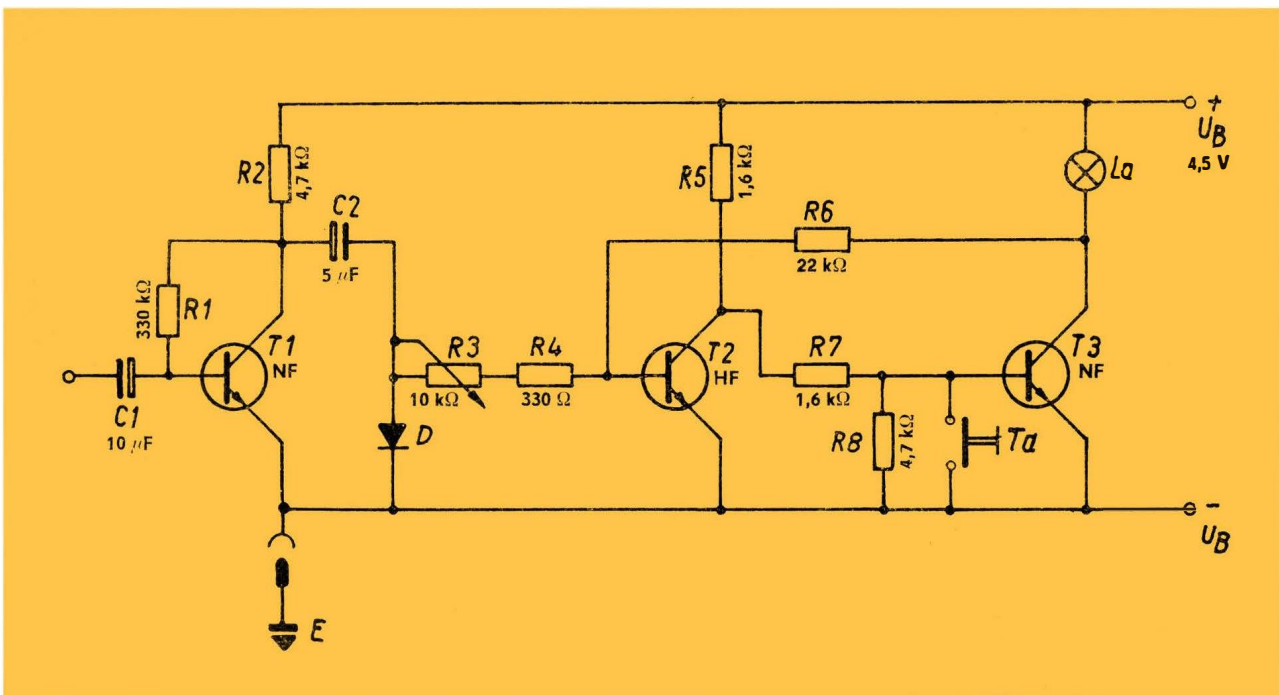 +
U_B
4,5 V
R2
4,7 kΩ
R5
1,6 kΩ
La
C2
5 µF
R6
22 kΩ
330 kΩ
R1
T1
NF
R3
10 kΩ
R4
330 Ω
T2
HF
R7
1,6 kΩ
T3
NF
C1
10 µF
D
R8
4,7 kΩ
Ta
−
U_B
E